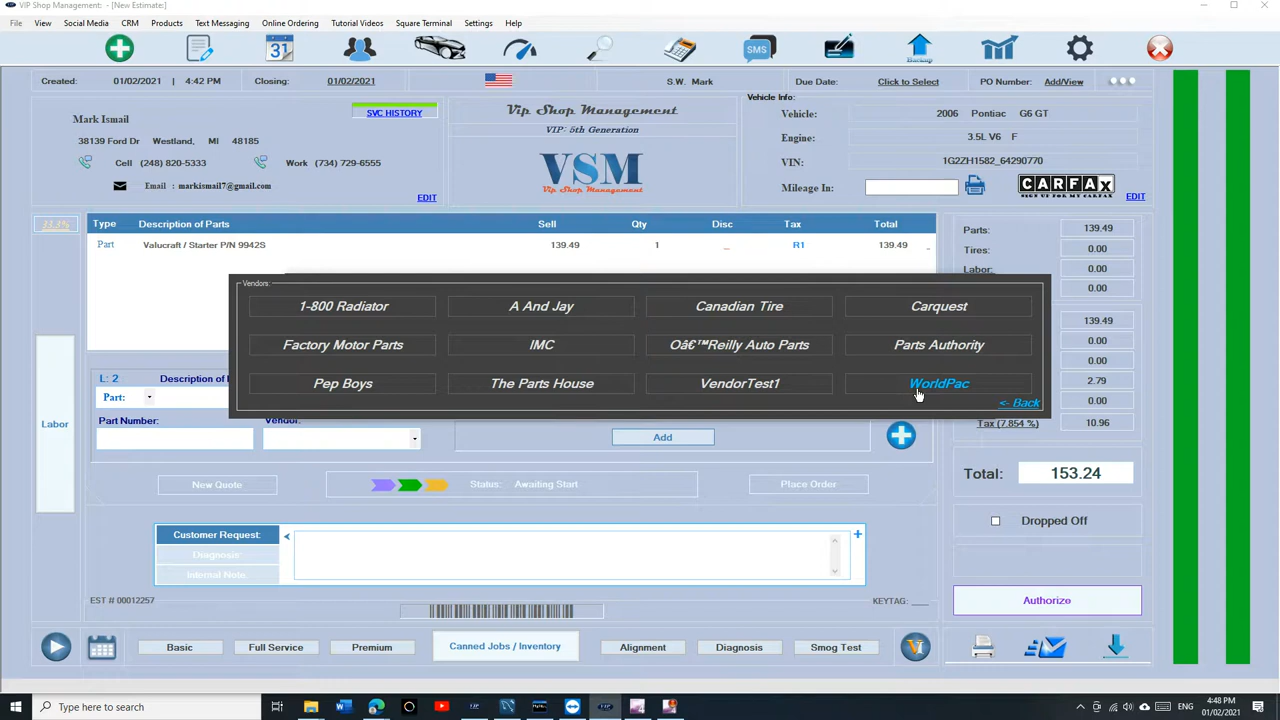 VIP Shop Management: - [New Estimate:]
File View Social Media CRM Products Text Messaging Online Ordering Tutorial Videos Square Terminal Settings Help
31 SMS Backup
Created: 01/02/2021 | 4:42 PM Closing: 01/02/2021 S.W. Mark Due Date: Click to Select PO Number: Add/View
Mark Ismail
SVC HISTORY
38139 Ford Dr Westland, MI 48185
Cell (248) 820-5333 Work (734) 729-6555
Email : markismail7@gmail.com
EDIT
Vip Shop Management
VIP: 5th Generation
VSM
Vip Shop Management
Vehicle Info:
Vehicle: 2006 Pontiac G6 GT
Engine: 3.5L V6 F
VIN: 1G2ZH1582_64290770
Mileage In: CARFAX
SIGN UP FOR MY CARFAX
EDIT
Type Description of Parts Sell Qty Disc Tax Total
Part Valucraft / Starter P/N 9942S 139.49 1 _ R1 139.49 _
Parts: 139.49
Tires: 0.00
Labor: 0.00
0.00
139.49
0.00
0.00
2.79
0.00
Tax (7.854 %) 10.96
Vendors:
1-800 Radiator A And Jay Canadian Tire Carquest
Factory Motor Parts IMC Oâ€™Reilly Auto Parts Parts Authority
Pep Boys The Parts House VendorTest1 WorldPac
<- Back
L: 2 Description of
Part:
Part Number: Vendor:
Add
Labor
New Quote Status: Awaiting Start Place Order
Total: 153.24
Customer Request: <
Diagnosis:
Internal Note.
Dropped Off
EST # 00012257 KEYTAG: ___
Authorize
Basic Full Service Premium Canned Jobs / Inventory Alignment Diagnosis Smog Test
Type here to search
ENG 4:48 PM
01/02/2021